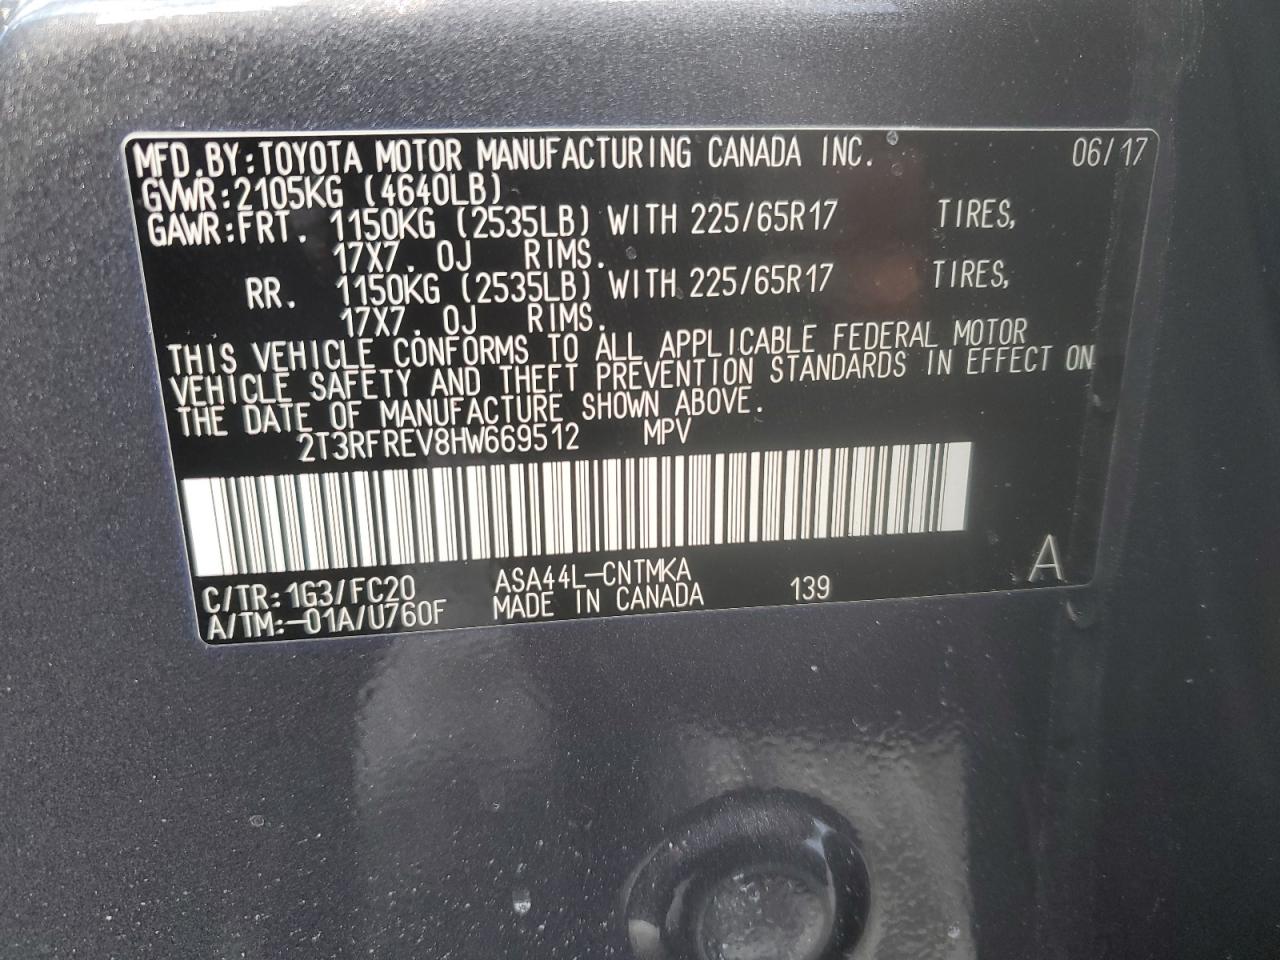 MFD.BY:TOYOTA MOTOR MANUFACTURING CANADA INC. 06/17
GVWR:2105KG (4640LB)
GAWR:FRT. 1150KG (2535LB) WITH 225/65R17 TIRES,
17X7.0J RIMS.
RR. 1150KG (2535LB) WITH 225/65R17 TIRES,
17X7.0J RIMS.
THIS VEHICLE CONFORMS TO ALL APPLICABLE FEDERAL MOTOR
VEHICLE SAFETY AND THEFT PREVENTION STANDARDS IN EFFECT ON
THE DATE OF MANUFACTURE SHOWN ABOVE.
2T3RFREV8HW669512 MPV
C/TR:1G3/FC20 ASA44L-CNTMKA 139 A
A/TM:-01A/U760F MADE IN CANADA